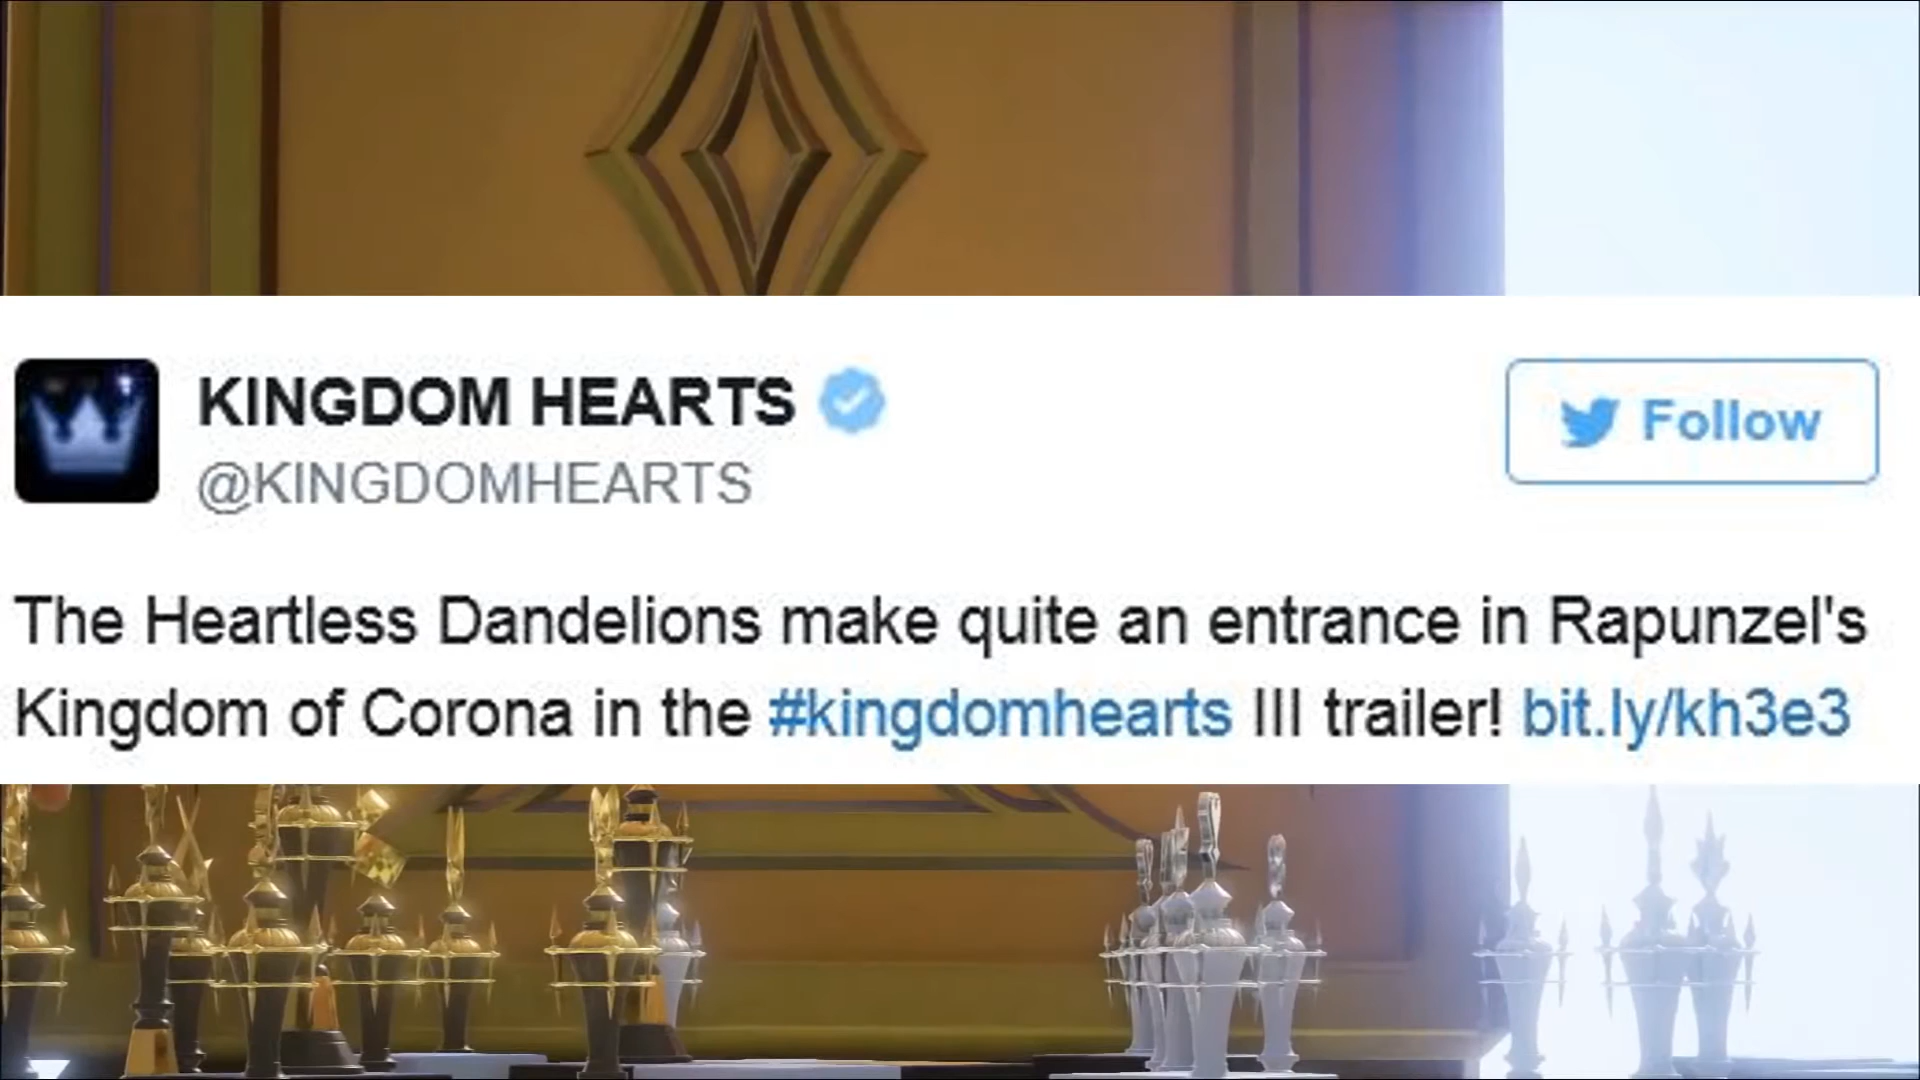 KINGDOM HEARTS
@KINGDOMHEARTS
Follow
The Heartless Dandelions make quite an entrance in Rapunzel's
Kingdom of Corona in the #kingdomhearts III trailer! bit.ly/kh3e3